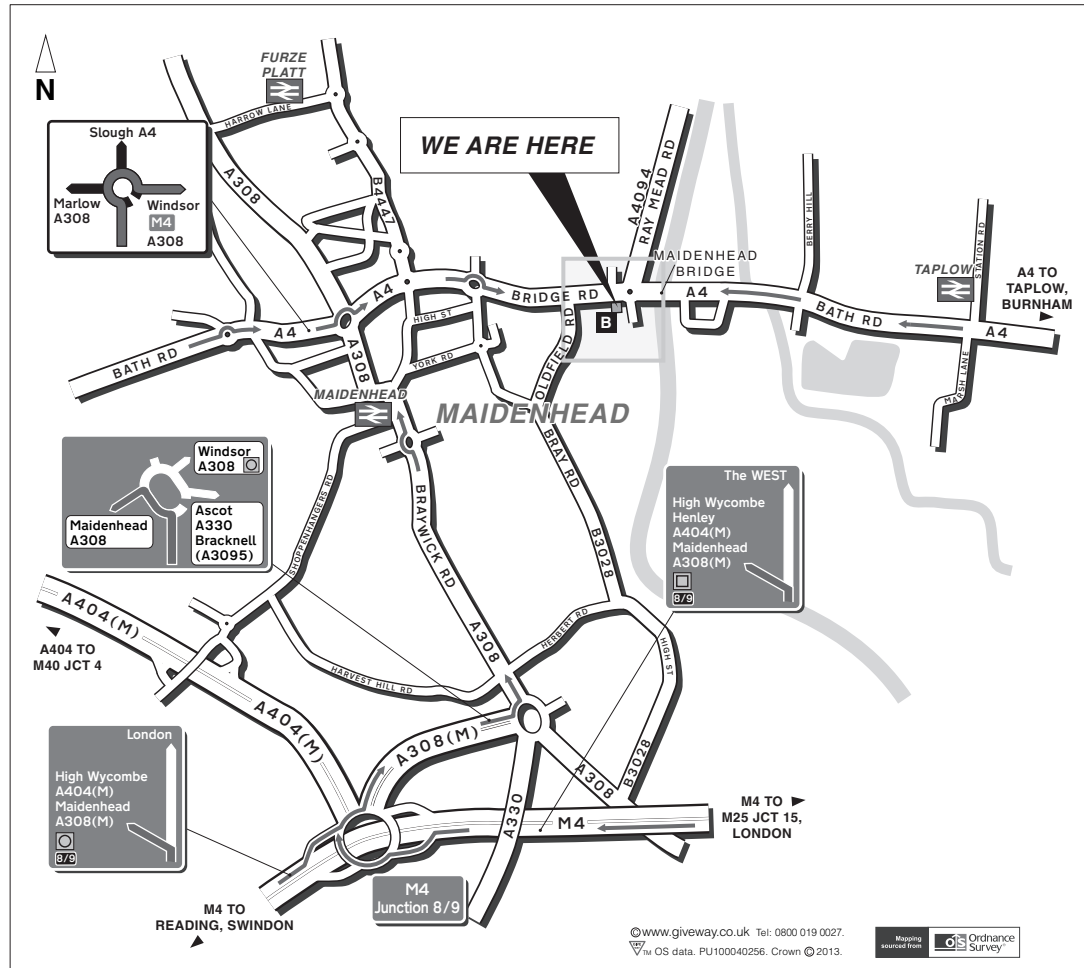 N
FURZE
PLATT
HARROW LANE
Slough A4
Marlow
A308
Windsor
M4
A308
WE ARE HERE
A308
B4447
A4094
RAY MEAD RD
MAIDENHEAD
BRIDGE
BERRY HILL
STATION RD
TAPLOW
A4 TO
TAPLOW,
BURNHAM
BATH RD
A4
A4
BRIDGE RD
A4
BATH RD
A4
HIGH ST
YORK RD
A308
B
OLDFIELD RD
MARSH LANE
MAIDENHEAD
MAIDENHEAD
BRAY RD
Windsor
A308
Maidenhead
A308
Ascot
A330
Bracknell
(A3095)
SHOPPENHANGERS RD
BRAYWICK RD
B3028
The WEST
High Wycombe
Henley
A404(M)
Maidenhead
A308(M)
8/9
A404(M)
A404 TO
M40 JCT 4
A308
HERBERT RD
HIGH ST
HARVEST HILL RD
A404(M)
A308(M)
London
High Wycombe
A404(M)
Maidenhead
A308(M)
8/9
A308
B3028
A330
M4
M4 TO
M25 JCT 15,
LONDON
M4
Junction 8/9
M4 TO
READING, SWINDON
© www.giveway.co.uk Tel: 0800 019 0027.
TM OS data. PU100040256. Crown © 2013.
Mapping
sourced from
OS Ordnance
Survey®